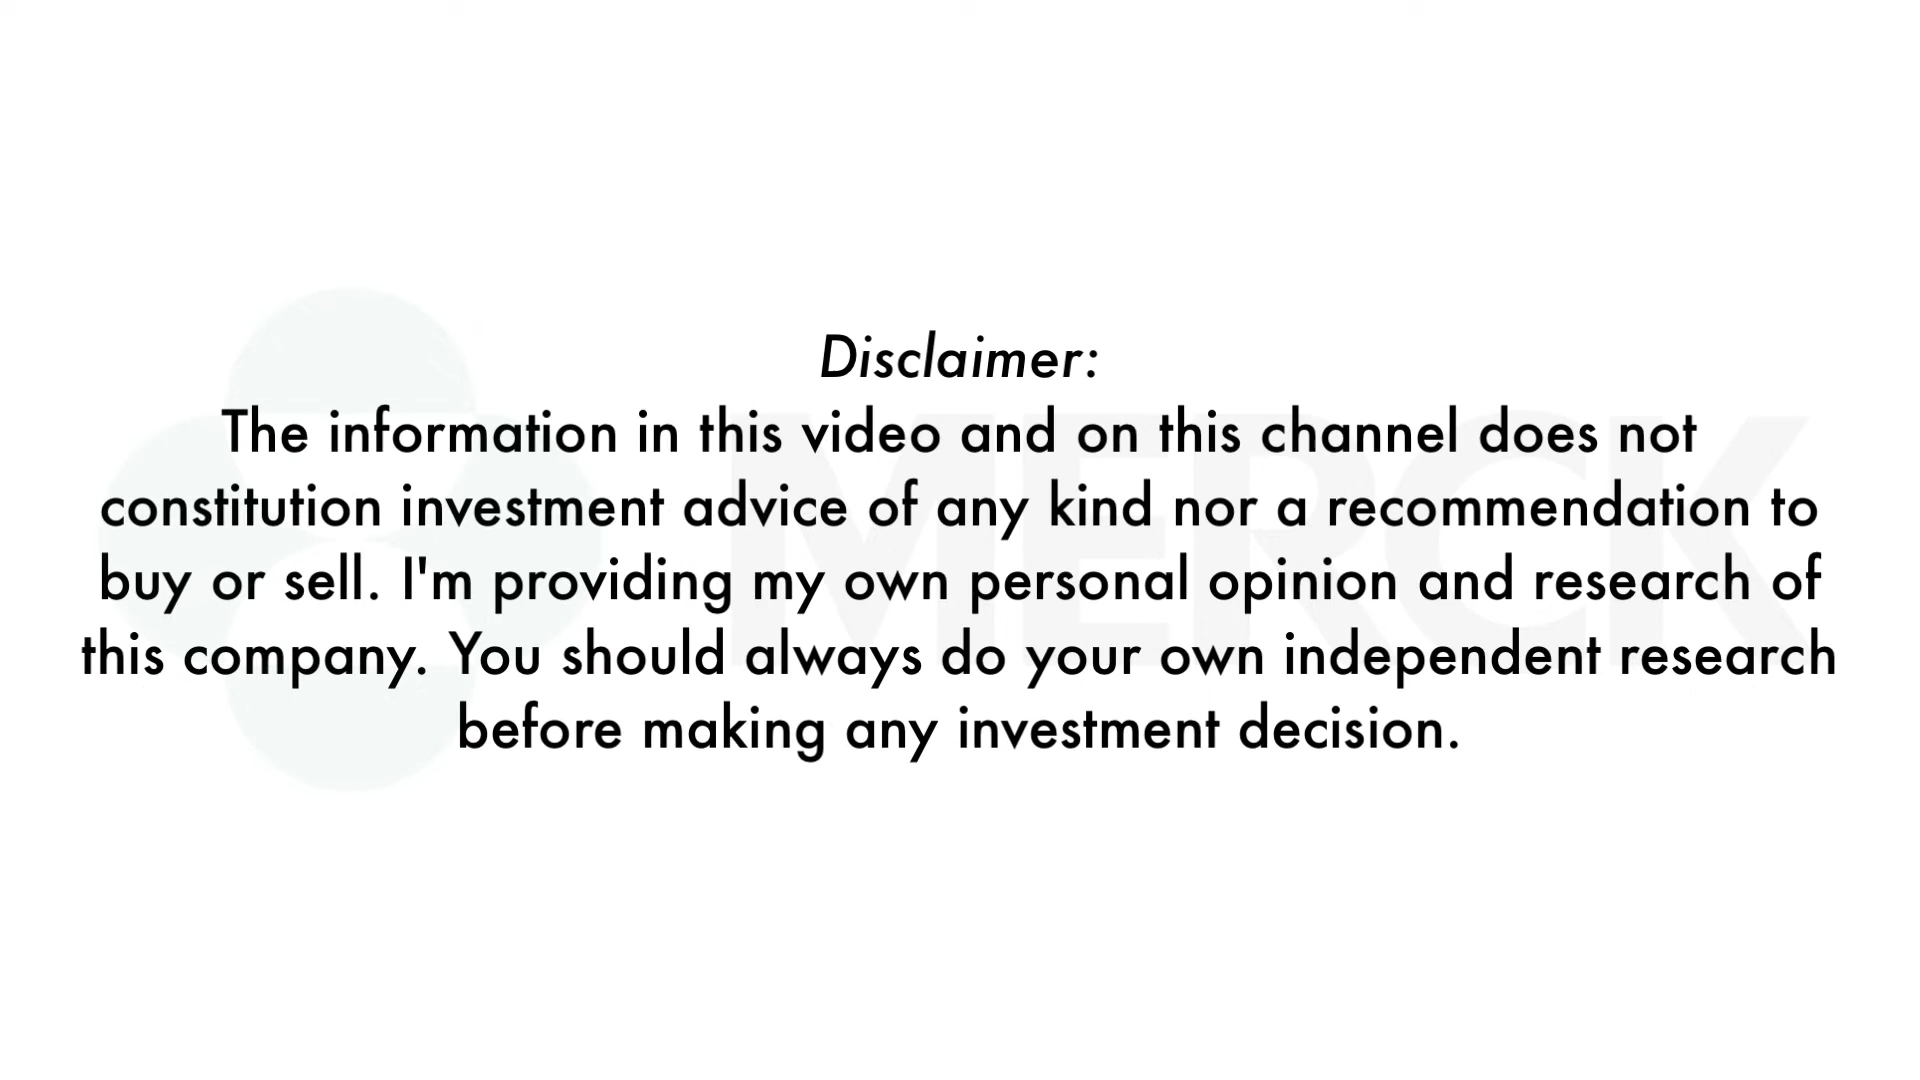 Disclaimer:
The information in this video and on this channel does not
constitution investment advice of any kind nor a recommendation to
buy or sell. I'm providing my own personal opinion and research of
this company. You should always do your own independent research
before making any investment decision.
MERCK